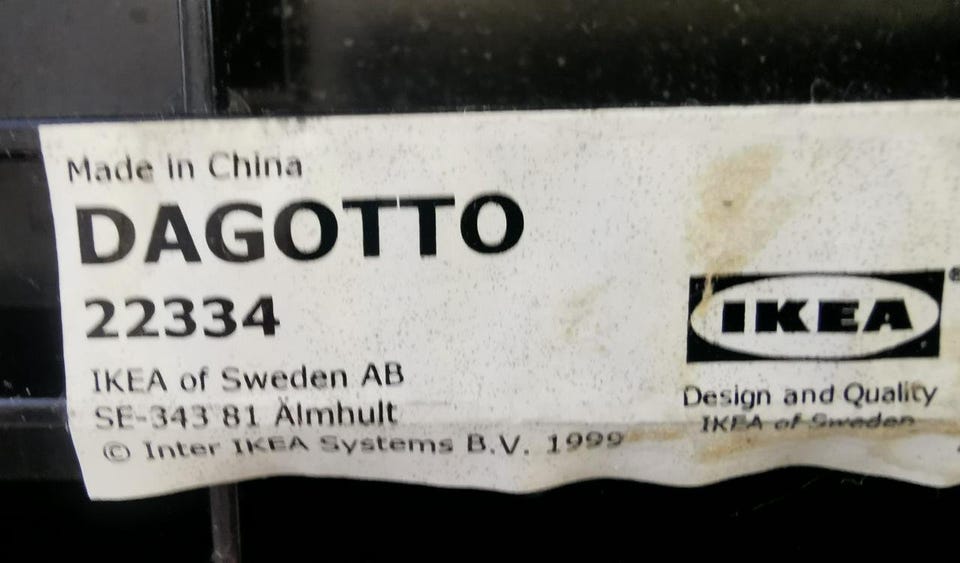 Made in China
DAGOTTO
22334
IKEA of Sweden AB
SE-343 81 Älmhult
© Inter IKEA Systems B.V. 1999
IKEA®
Design and Quality
IKEA of Sweden